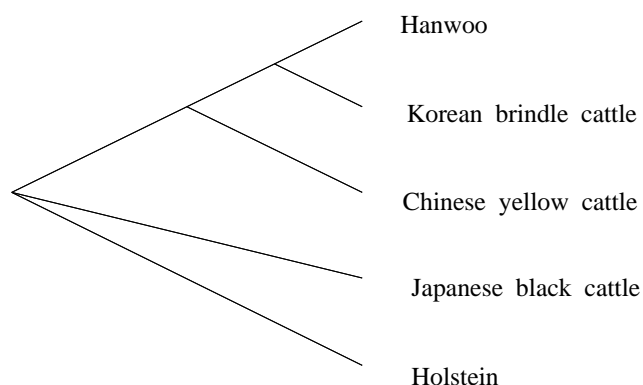 Hanwoo
Korean brindle cattle
Chinese yellow cattle
Japanese black cattle
Holstein